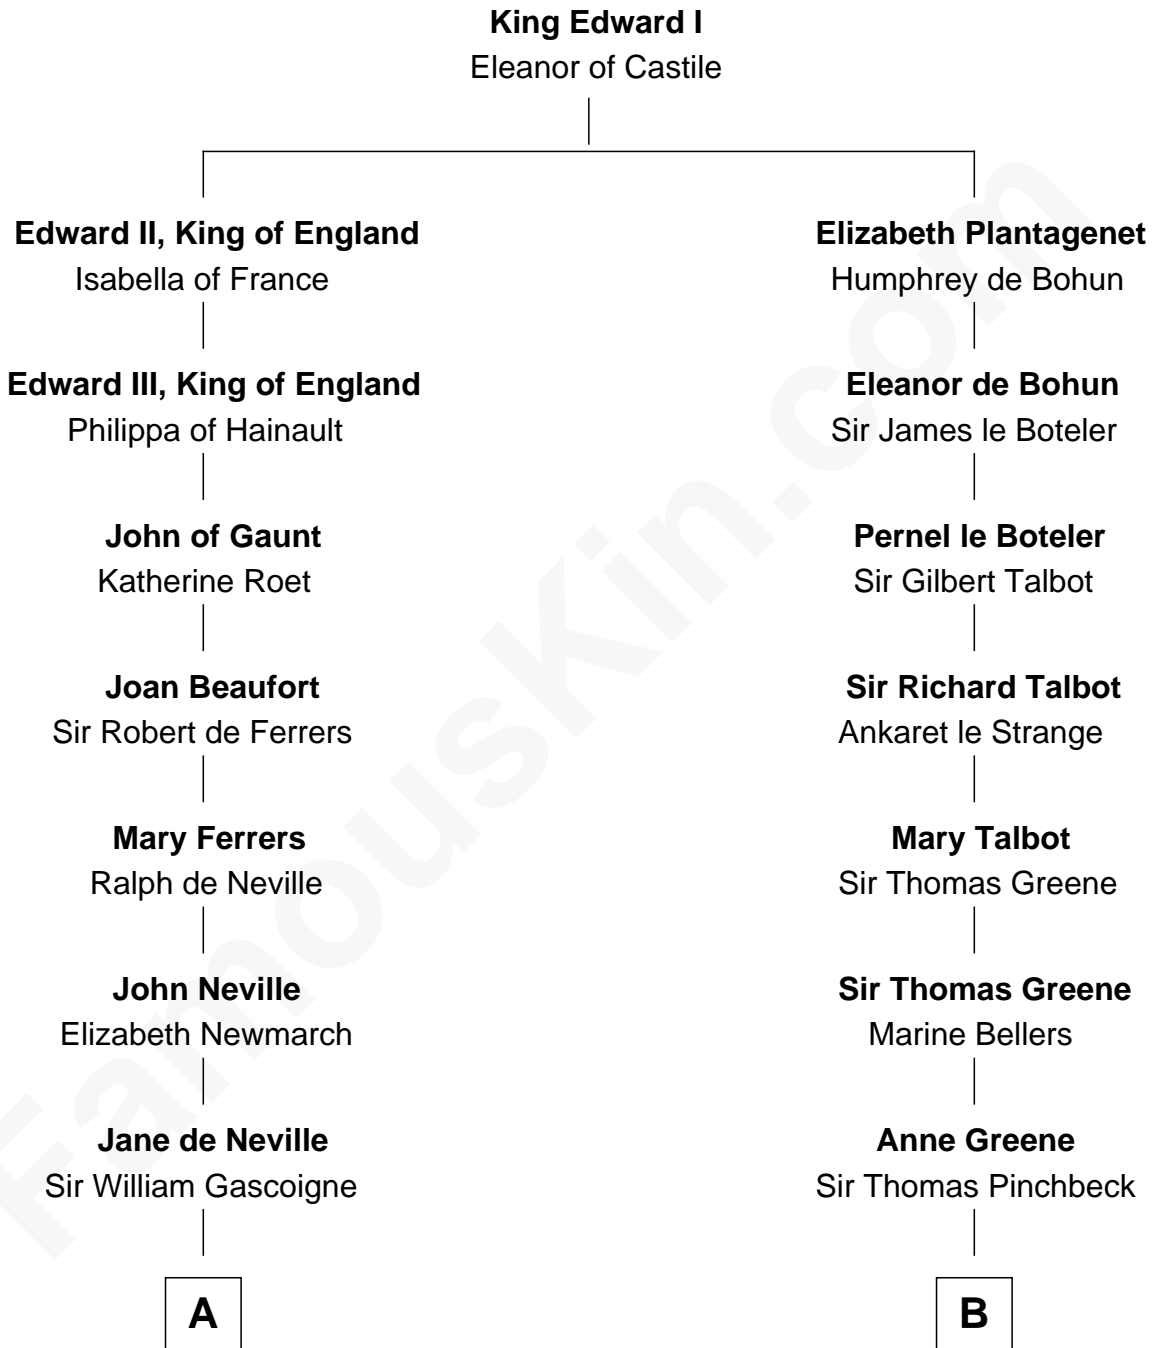 King Edward I
Eleanor of Castile
Edward II, King of England
Isabella of France
Elizabeth Plantagenet
Humphrey de Bohun
Edward III, King of England
Philippa of Hainault
Eleanor de Bohun
Sir James le Boteler
John of Gaunt
Katherine Roet
Pernel le Boteler
Sir Gilbert Talbot
Joan Beaufort
Sir Robert de Ferrers
Sir Richard Talbot
Ankaret le Strange
Mary Ferrers
Ralph de Neville
Mary Talbot
Sir Thomas Greene
John Neville
Elizabeth Newmarch
Sir Thomas Greene
Marine Bellers
Jane de Neville
Sir William Gascoigne
Anne Greene
Sir Thomas Pinchbeck
A
B
FamousKin.com